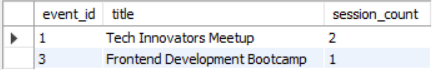 event_id title session_count
1 Tech Innovators Meetup 2
3 Frontend Development Bootcamp 1